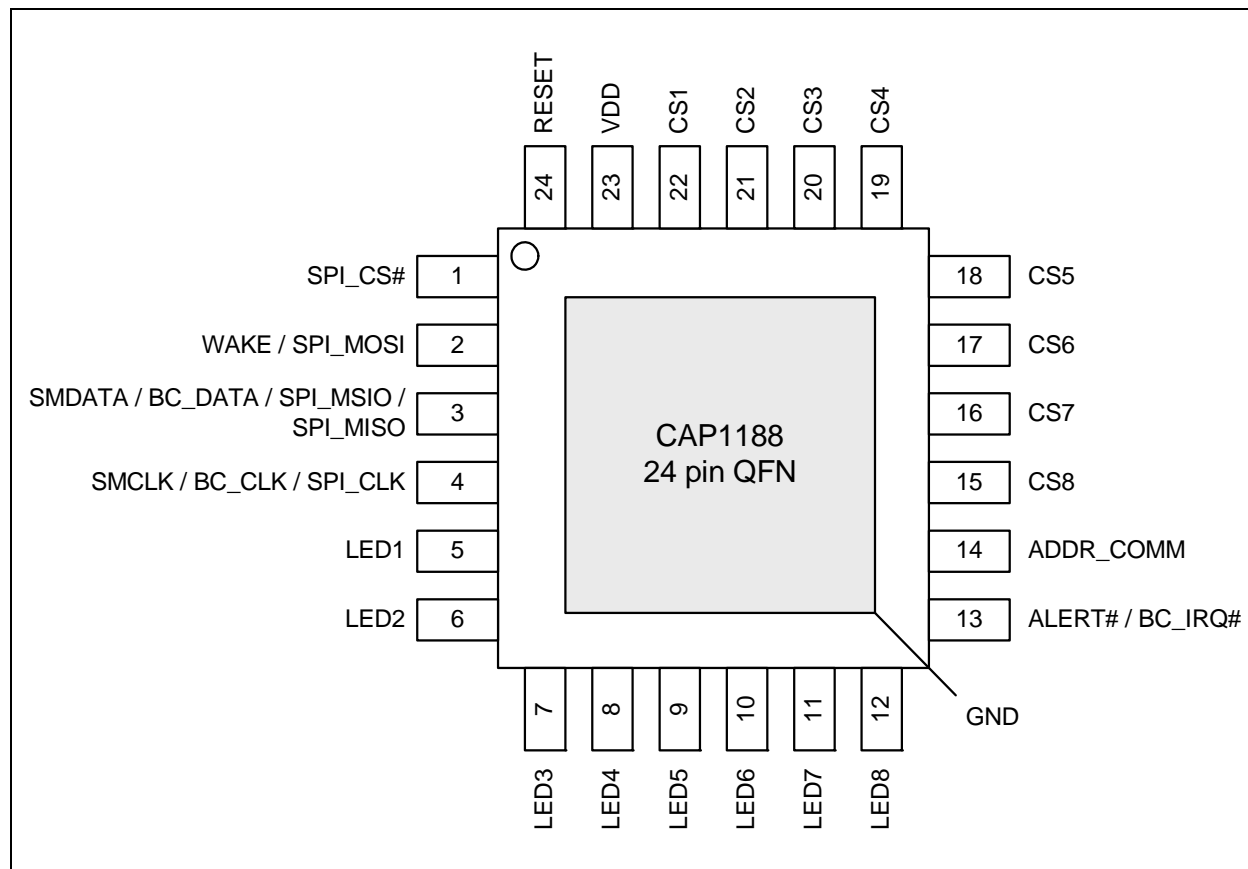 RESET
VDD
CS1
CS2
CS3
CS4
24
23
22
21
20
19
SPI_CS#
1
18
CS5
WAKE / SPI_MOSI
2
17
CS6
SMDATA / BC_DATA / SPI_MSIO /
SPI_MISO
3
16
CS7
CAP1188
24 pin QFN
SMCLK / BC_CLK / SPI_CLK
4
15
CS8
LED1
5
14
ADDR_COMM
LED2
6
13
ALERT# / BC_IRQ#
GND
7
8
9
10
11
12
LED3
LED4
LED5
LED6
LED7
LED8